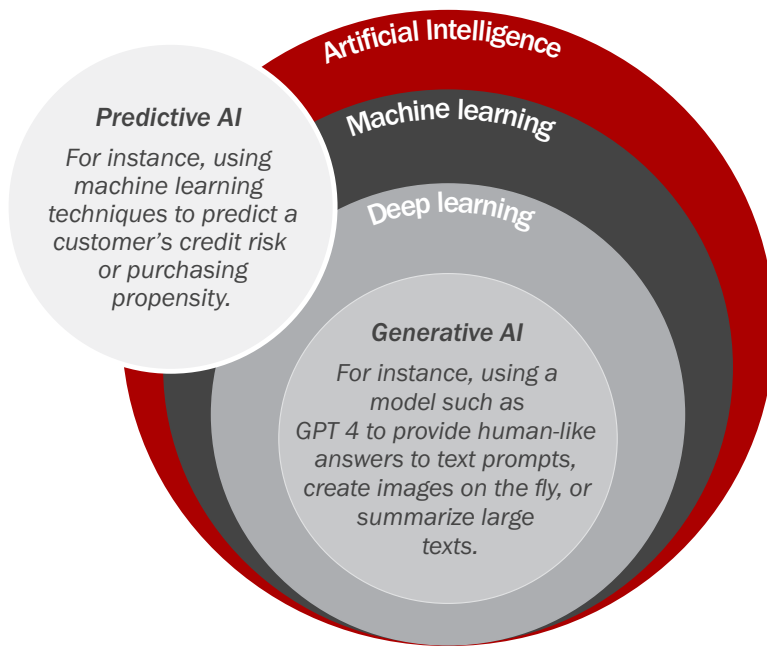 Artificial Intelligence
Machine learning
Deep learning
Predictive AI
For instance, using
machine learning
techniques to predict a
customer’s credit risk
or purchasing
propensity.
Generative AI
For instance, using a
model such as
GPT 4 to provide human-like
answers to text prompts,
create images on the fly, or
summarize large
texts.